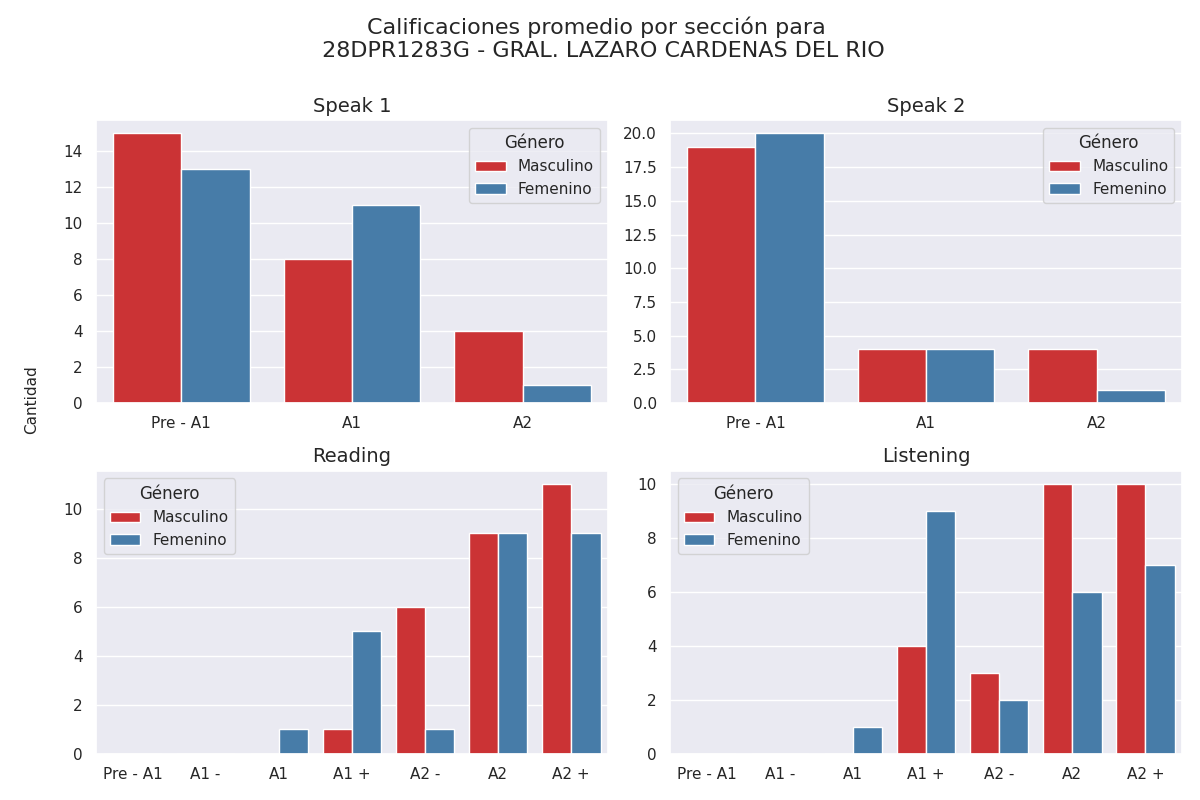 Calificaciones promedio por sección para
28DPR1283G - GRAL. LAZARO CARDENAS DEL RIO
Cantidad
Speak 1
14
12
10
8
6
4
2
0
Género
Masculino
Femenino
Pre - A1 A1 A2
Speak 2
20.0
17.5
15.0
12.5
10.0
7.5
5.0
2.5
0.0
Género
Masculino
Femenino
Pre - A1 A1 A2
Reading
10
8
6
4
2
0
Género
Masculino
Femenino
Pre - A1 A1 - A1 A1 + A2 - A2 A2 +
Listening
10
8
6
4
2
0
Género
Masculino
Femenino
Pre - A1 A1 - A1 A1 + A2 - A2 A2 +